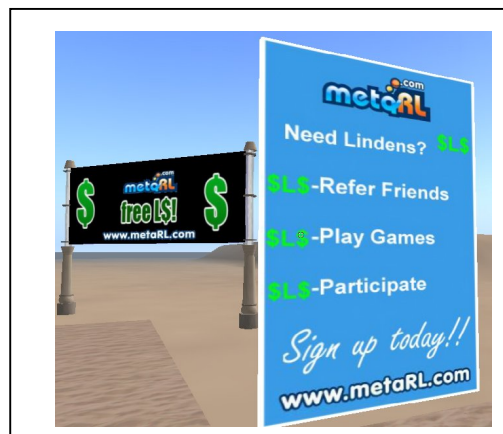 $ metaRL.com $
free L$!
www.metaRL.com
metaRL.com
Need Lindens? $L$
$L$-Refer Friends
$L$-Play Games
$L$-Participate
Sign up today!!
www.metaRL.com